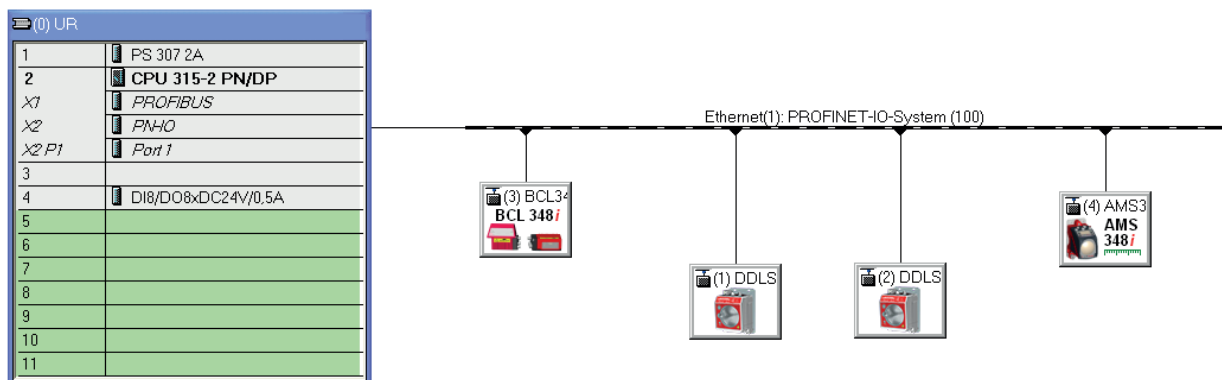 (0) UR
1 PS 307 2A
2 CPU 315-2 PN/DP
X1 PROFIBUS
X2 PN-IO
X2 P1 Port 1
3
4 DI8/DO8xDC24V/0,5A
5
6
7
8
9
10
11
Ethernet(1): PROFINET-IO-System (100)
(3) BCL34
BCL 348i
(1) DDLS
(2) DDLS
(4) AMS3
AMS
348i